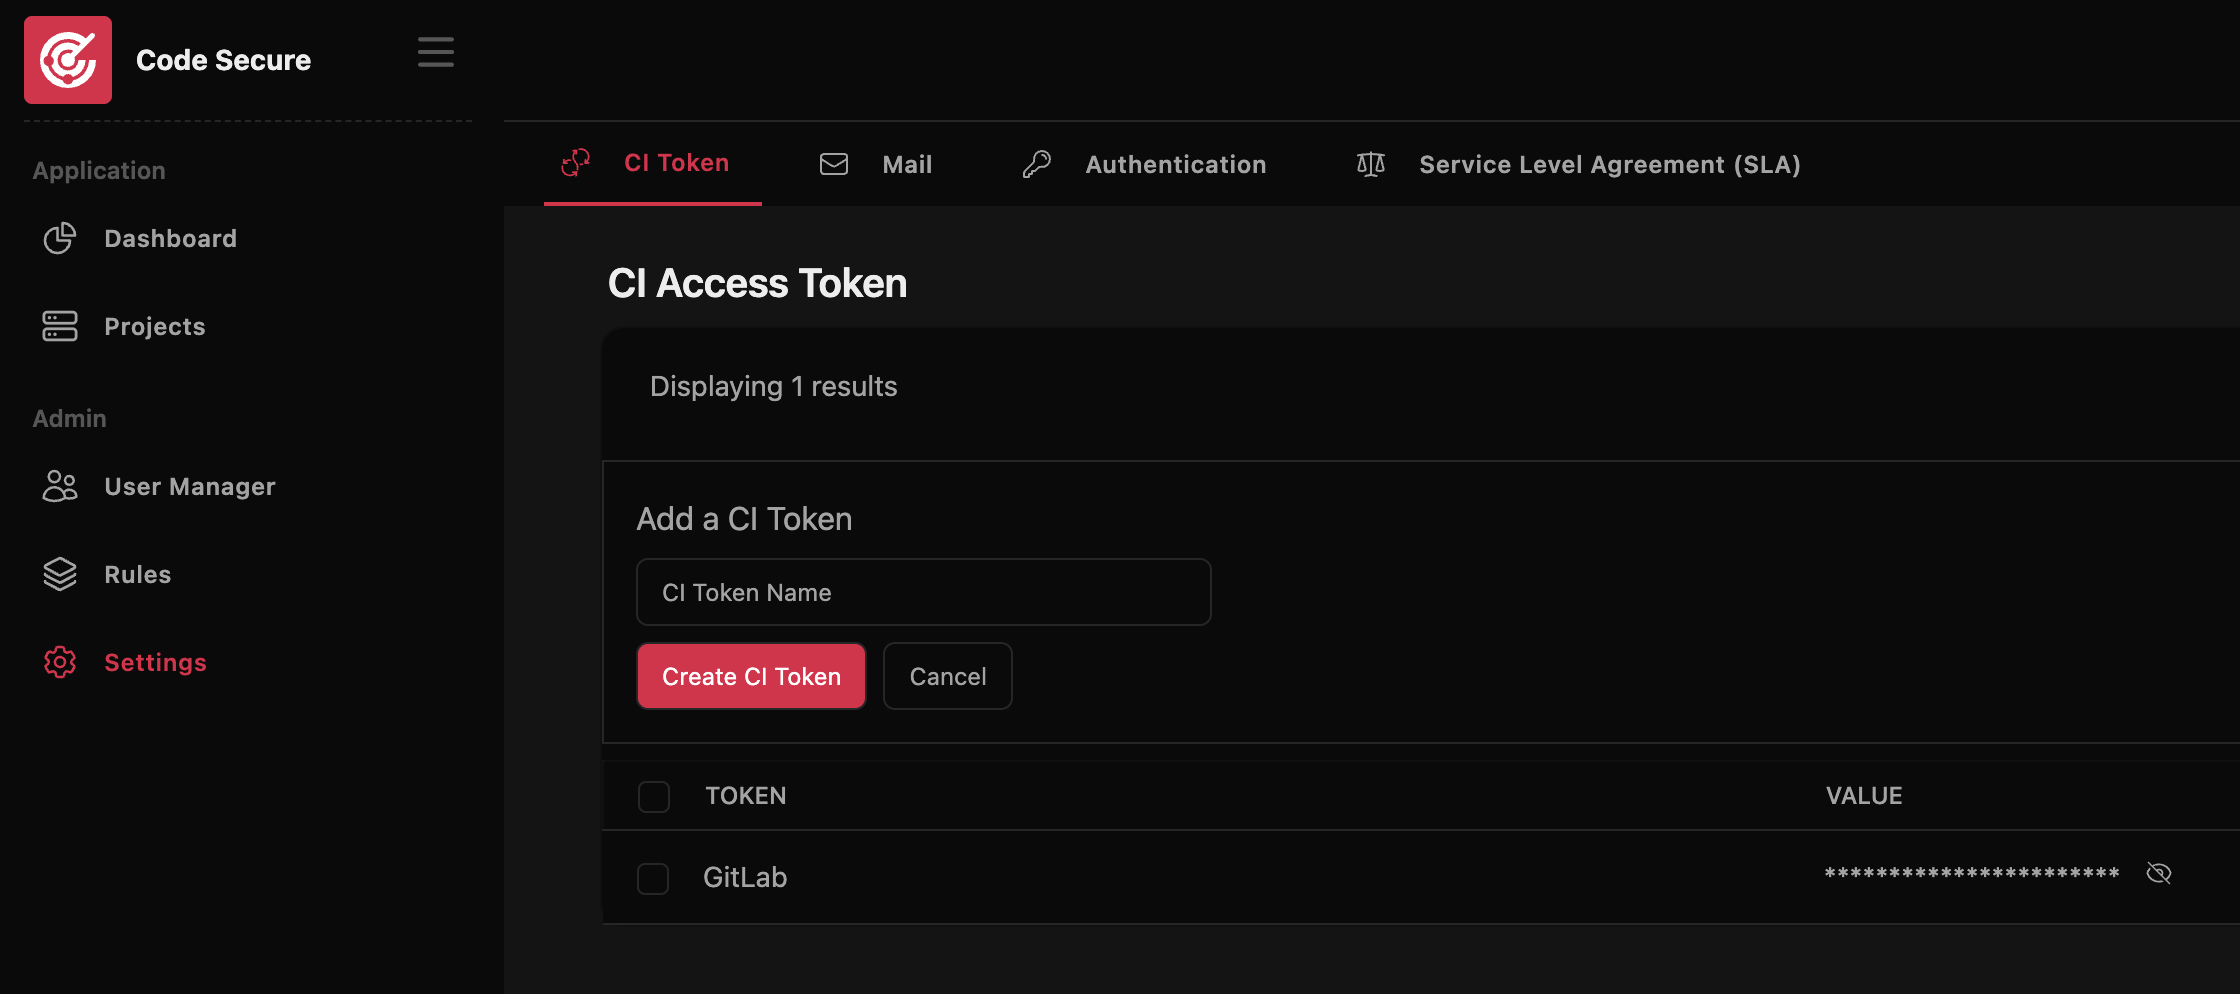 Code Secure
Application
Dashboard
Projects
Admin
User Manager
Rules
Settings
CI Token
Mail
Authentication
Service Level Agreement (SLA)
CI Access Token
Displaying 1 results
Add a CI Token
CI Token Name
Create CI Token
Cancel
TOKEN
VALUE
GitLab
***********************